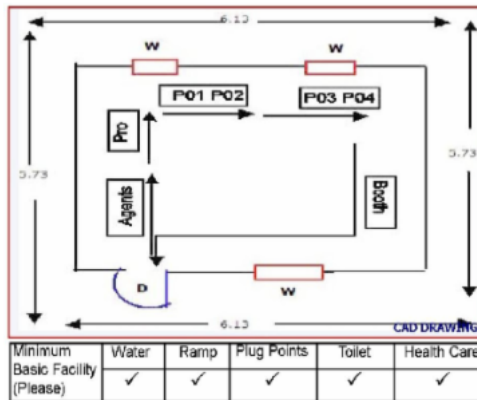 6.13
W
W
P01 P02
P03 P04
Pro
5.73
5.73
Agents
Booth
D
W
6.13
CAD DRAWING
Minimum Basic Facility (Please)
Water
Ramp
Plug Points
Toilet
Health Care
✓
✓
✓
✓
✓